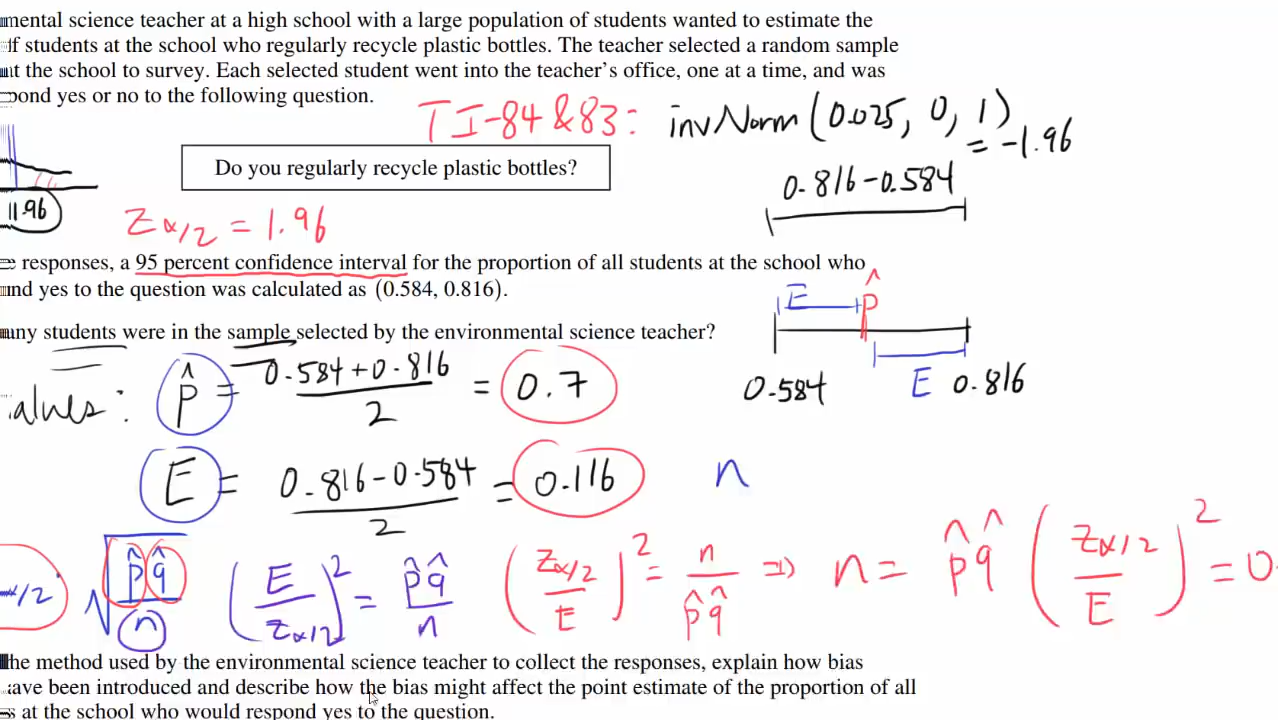 mental science teacher at a high school with a large population of students wanted to estimate the
f students at the school who regularly recycle plastic bottles. The teacher selected a random sample
at the school to survey. Each selected student went into the teacher's office, one at a time, and was
pond yes or no to the following question.
TI-84 & 83: invNorm(0.025, 0, 1)
= -1.96
Do you regularly recycle plastic bottles?
0.816-0.584
1.96
Zα/2 = 1.96
e responses, a 95 percent confidence interval for the proportion of all students at the school who
nd yes to the question was calculated as (0.584, 0.816).
E p̂
any students were in the sample selected by the environmental science teacher?
0.584 E 0.816
alues: p̂ = (0.584+0.816)/2 = 0.7
E = (0.816-0.584)/2 = 0.116 n
α/2 · √(p̂q̂/n) (E/Zα/2)² = p̂q̂/n (Zα/2/E)² = n/p̂q̂ ⇒ n = p̂q̂ (Zα/2/E)² = 0.
the method used by the environmental science teacher to collect the responses, explain how bias
ave been introduced and describe how the bias might affect the point estimate of the proportion of all
s at the school who would respond yes to the question.